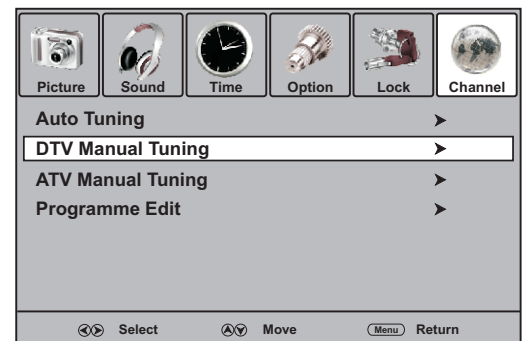 Picture Sound Time Option Lock Channel
Auto Tuning
DTV Manual Tuning
ATV Manual Tuning
Programme Edit
Select Move Menu Return